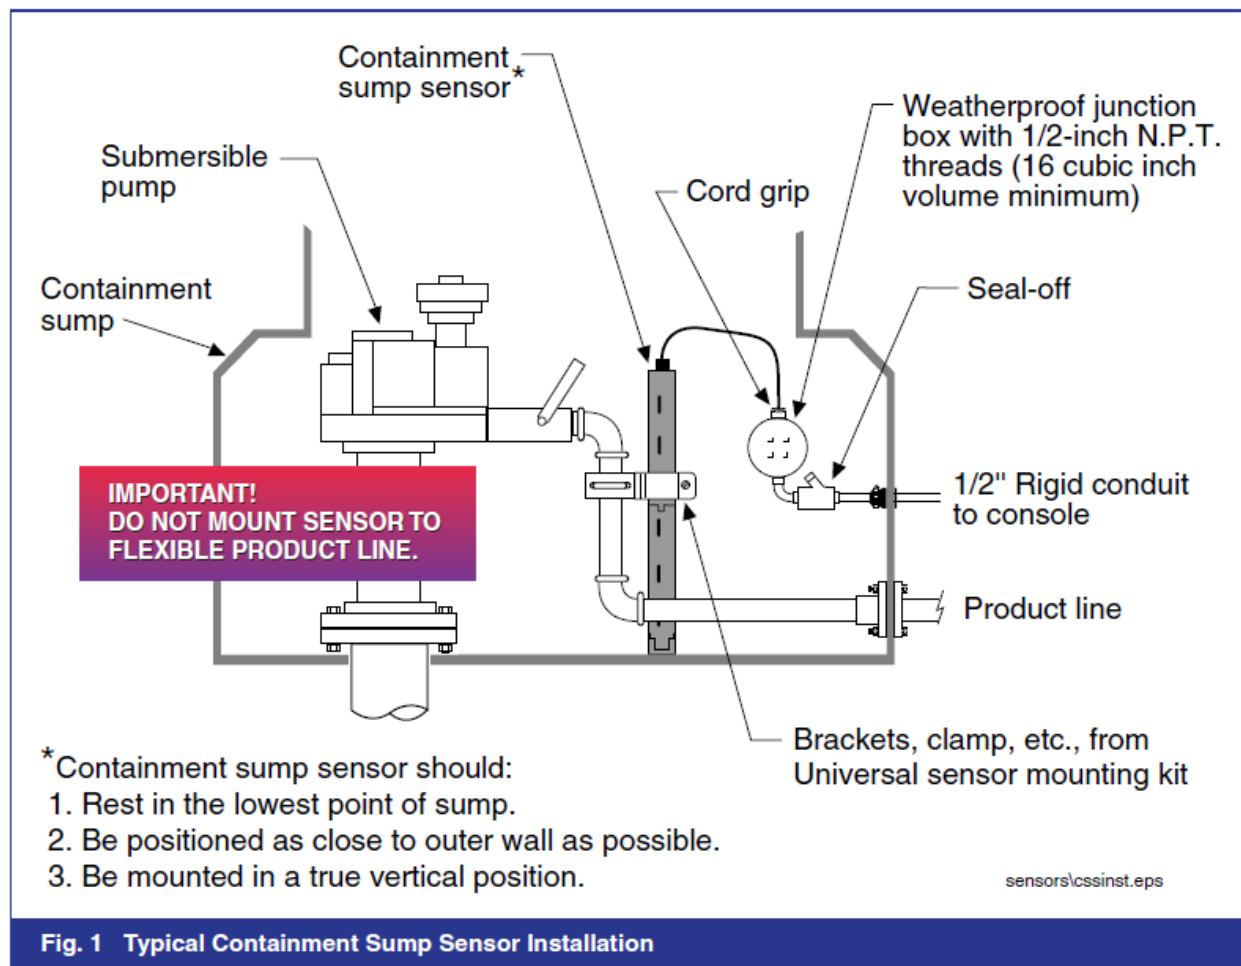 Containment
sump sensor*
Weatherproof junction
box with 1/2-inch N.P.T.
threads (16 cubic inch
volume minimum)
Submersible
pump
Cord grip
Containment
sump
Seal-off
IMPORTANT!
DO NOT MOUNT SENSOR TO
FLEXIBLE PRODUCT LINE.
1/2" Rigid conduit
to console
Product line
Brackets, clamp, etc., from
Universal sensor mounting kit
*Containment sump sensor should:
1. Rest in the lowest point of sump.
2. Be positioned as close to outer wall as possible.
3. Be mounted in a true vertical position.
sensors\cssinst.eps
Fig. 1 Typical Containment Sump Sensor Installation